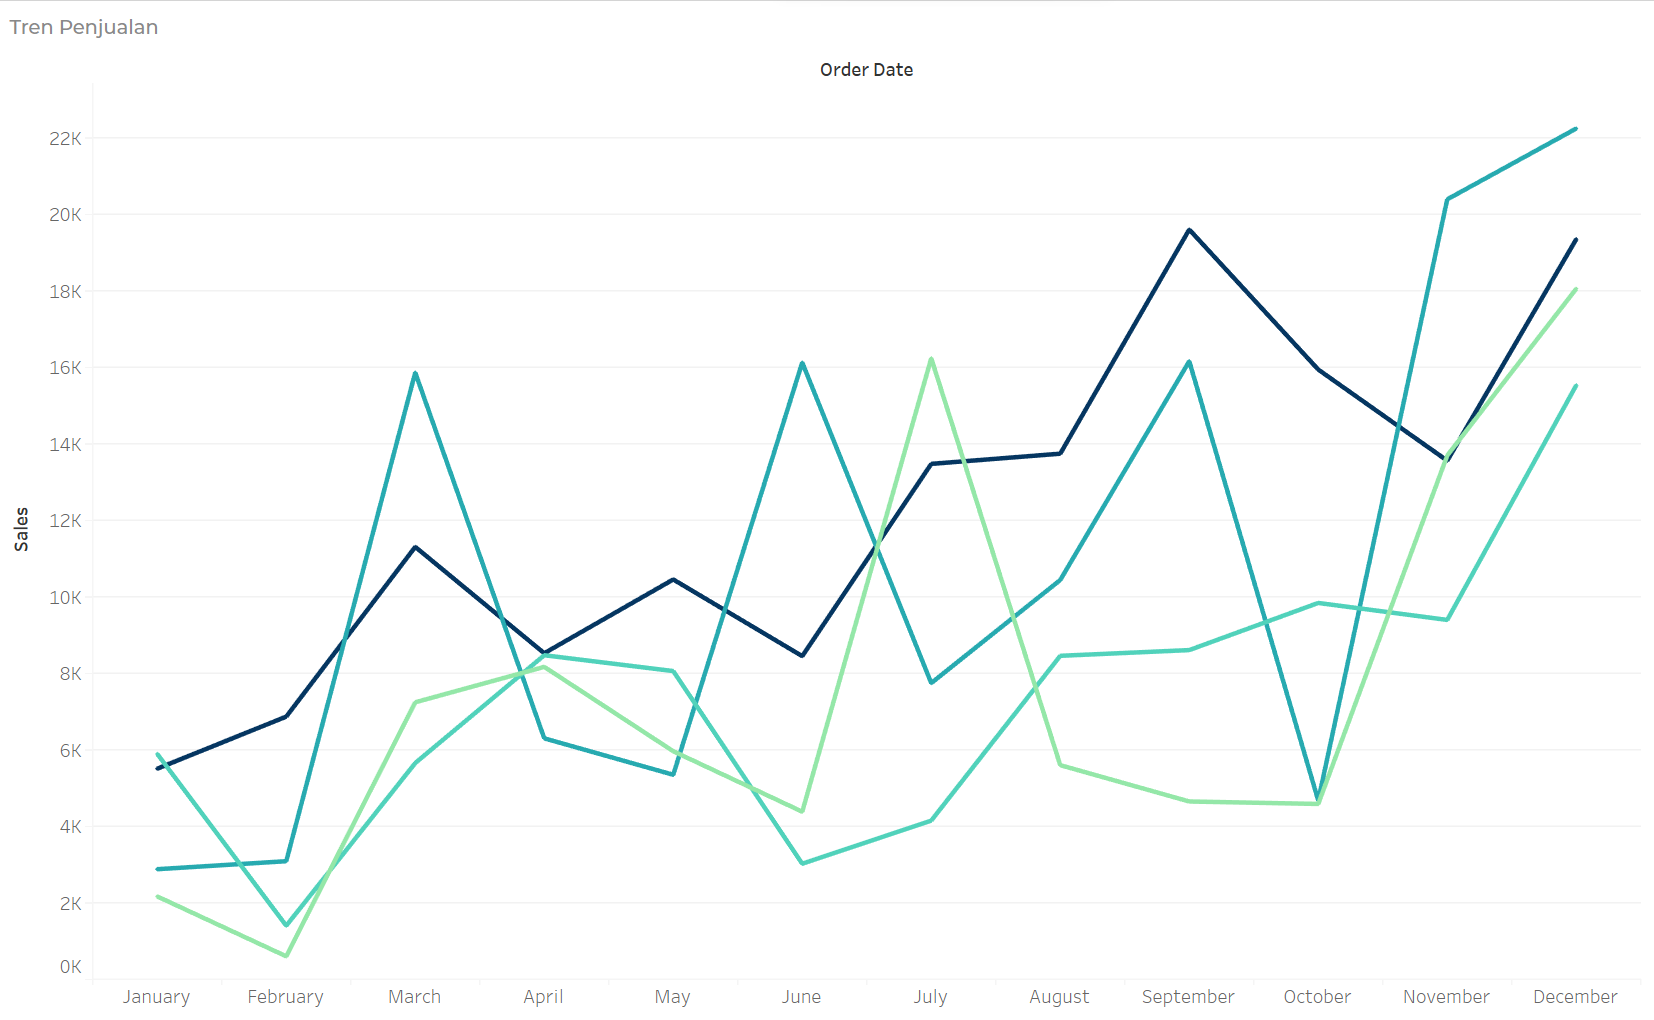 Tren Penjualan
Order Date
Sales
22K
20K
18K
16K
14K
12K
10K
8K
6K
4K
2K
0K
January February March April May June July August September October November December